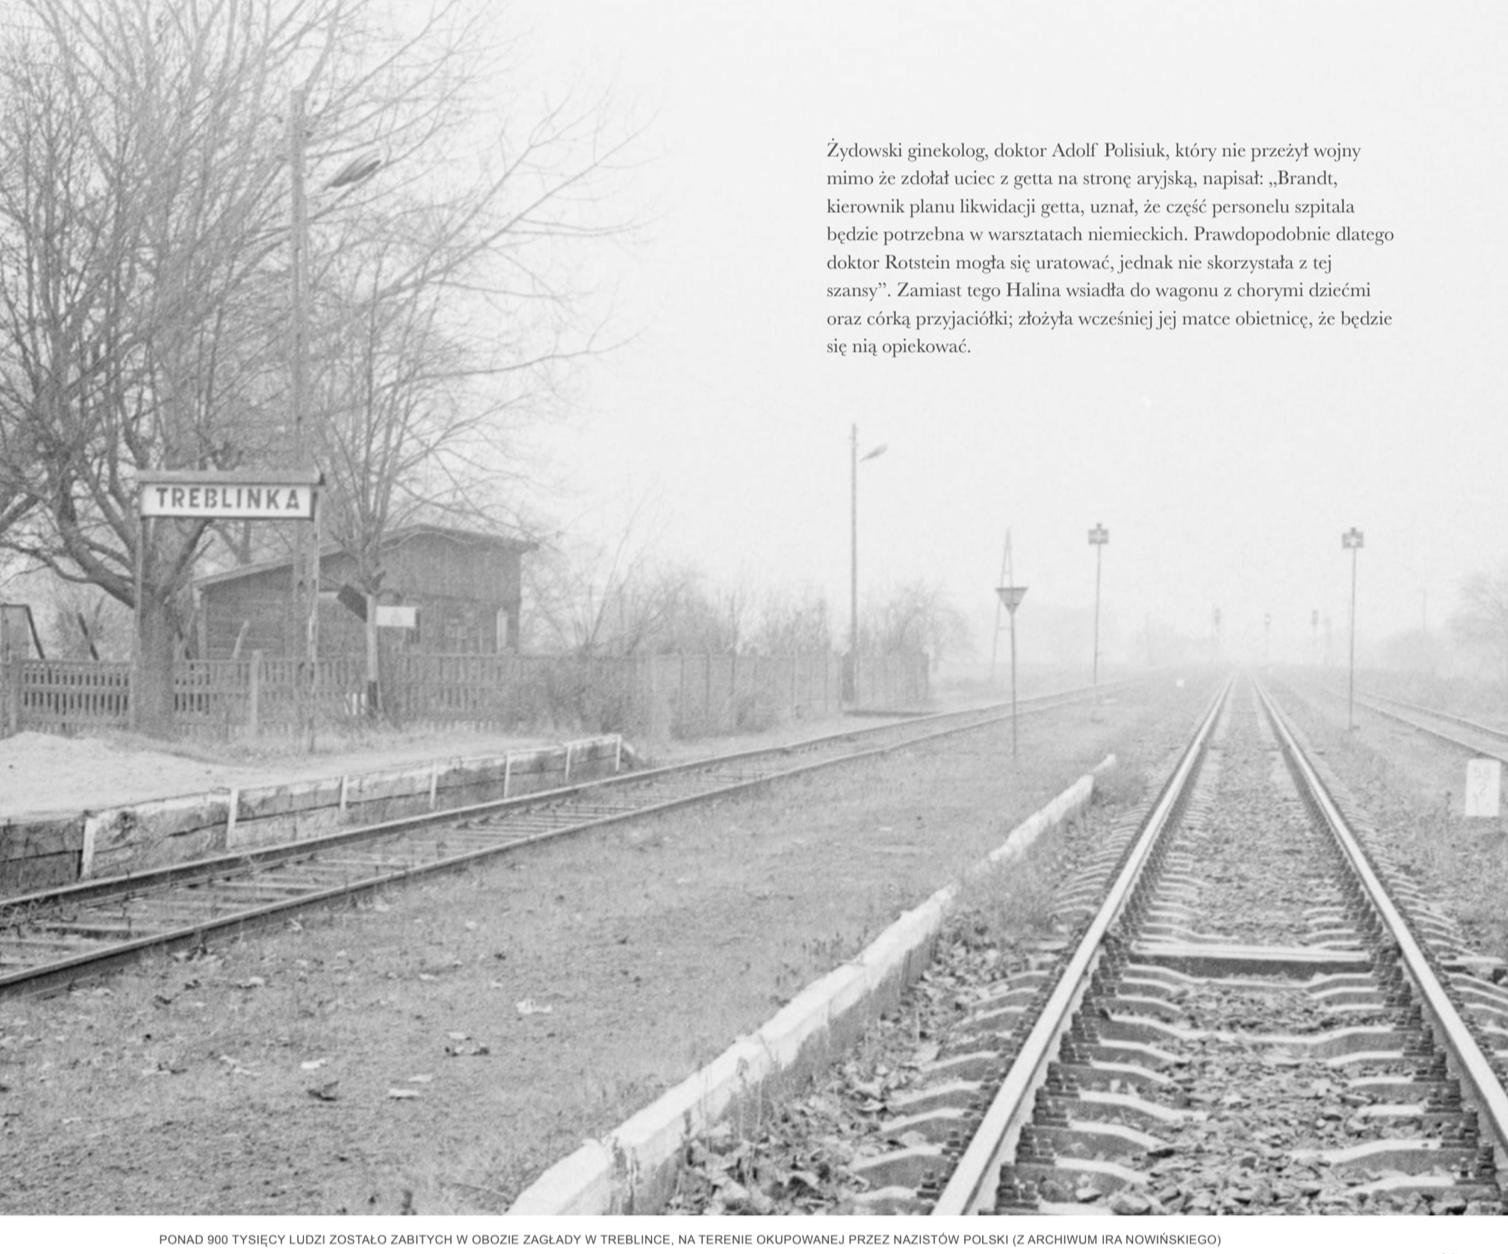 Żydowski ginekolog, doktor Adolf Polisiuk, który nie przeżył wojny
mimo że zdołał uciec z getta na stronę aryjską, napisał: „Brandt,
kierownik planu likwidacji getta, uznał, że część personelu szpitala
będzie potrzebna w warsztatach niemieckich. Prawdopodobnie dlatego
doktor Rotstein mogła się uratować, jednak nie skorzystała z tej
szansy”. Zamiast tego Halina wsiadła do wagonu z chorymi dziećmi
oraz córką przyjaciółki; złożyła wcześniej jej matce obietnicę, że będzie
się nią opiekować.
TREBLINKA
PONAD 900 TYSIĘCY LUDZI ZOSTAŁO ZABITYCH W OBOZIE ZAGŁADY W TREBLINCE, NA TERENIE OKUPOWANEJ PRZEZ NAZISTÓW POLSKI (Z ARCHIWUM IRA NOWIŃSKIEGO)